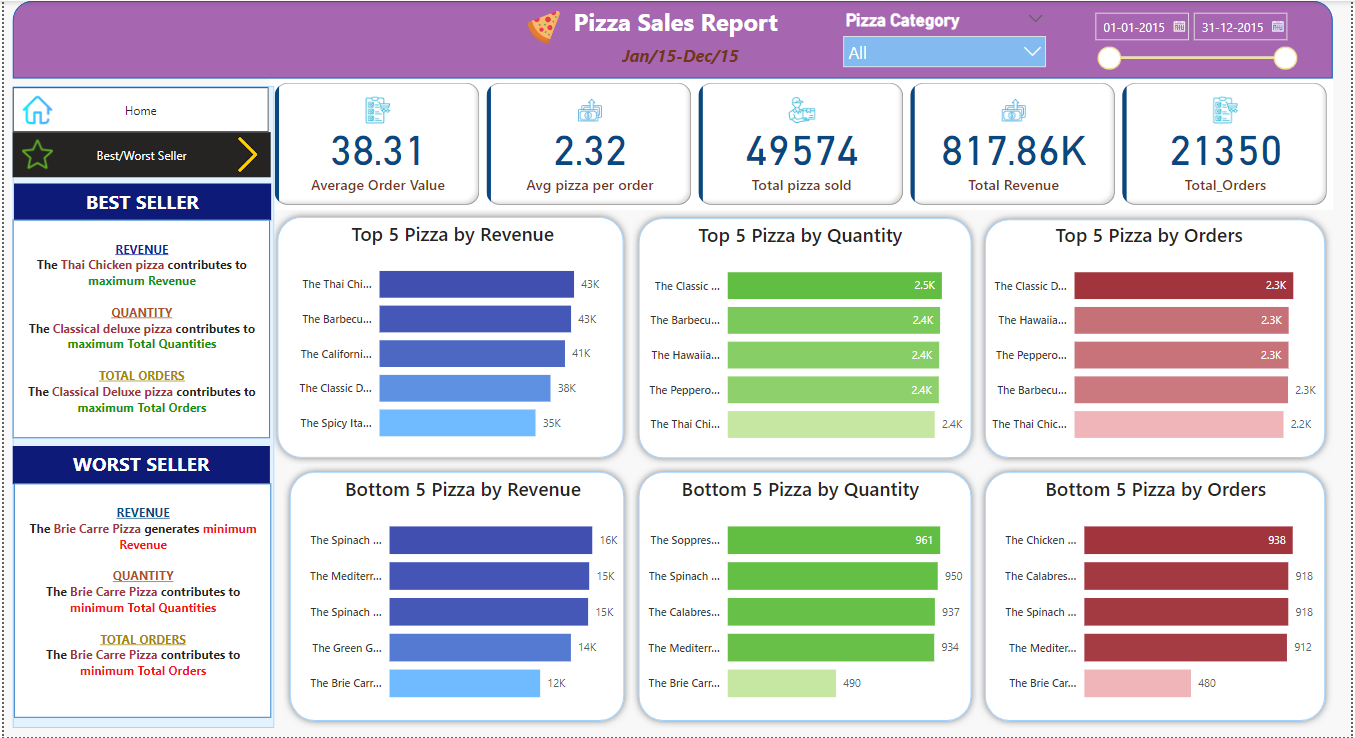 Pizza Sales Report
Jan/15-Dec/15
Pizza Category
All
01-01-2015
31-12-2015
Home
Best/Worst Seller
BEST SELLER
REVENUE
The Thai Chicken pizza contributes to
maximum Revenue
QUANTITY
The Classical deluxe pizza contributes to
maximum Total Quantities
TOTAL ORDERS
The Classical Deluxe pizza contributes to
maximum Total Orders
WORST SELLER
REVENUE
The Brie Carre Pizza generates minimum
Revenue
QUANTITY
The Brie Carre Pizza contributes to
minimum Total Quantities
TOTAL ORDERS
The Brie Carre Pizza contributes to
minimum Total Orders
38.31
Average Order Value
2.32
Avg pizza per order
49574
Total pizza sold
817.86K
Total Revenue
21350
Total_Orders
Top 5 Pizza by Revenue
The Thai Chi... 43K
The Barbecu... 43K
The Californi... 41K
The Classic D... 38K
The Spicy Ita... 35K
Top 5 Pizza by Quantity
The Classic ... 2.5K
The Barbecu... 2.4K
The Hawaiia... 2.4K
The Peppero... 2.4K
The Thai Chi... 2.4K
Top 5 Pizza by Orders
The Classic D... 2.3K
The Hawaiia... 2.3K
The Peppero... 2.3K
The Barbecu... 2.3K
The Thai Chic... 2.2K
Bottom 5 Pizza by Revenue
The Spinach ... 16K
The Mediterr... 15K
The Spinach ... 15K
The Green G... 14K
The Brie Carr... 12K
Bottom 5 Pizza by Quantity
The Soppres... 961
The Spinach ... 950
The Calabres... 937
The Mediterr... 934
The Brie Carr... 490
Bottom 5 Pizza by Orders
The Chicken ... 938
The Calabres... 918
The Spinach ... 918
The Mediter... 912
The Brie Car... 480